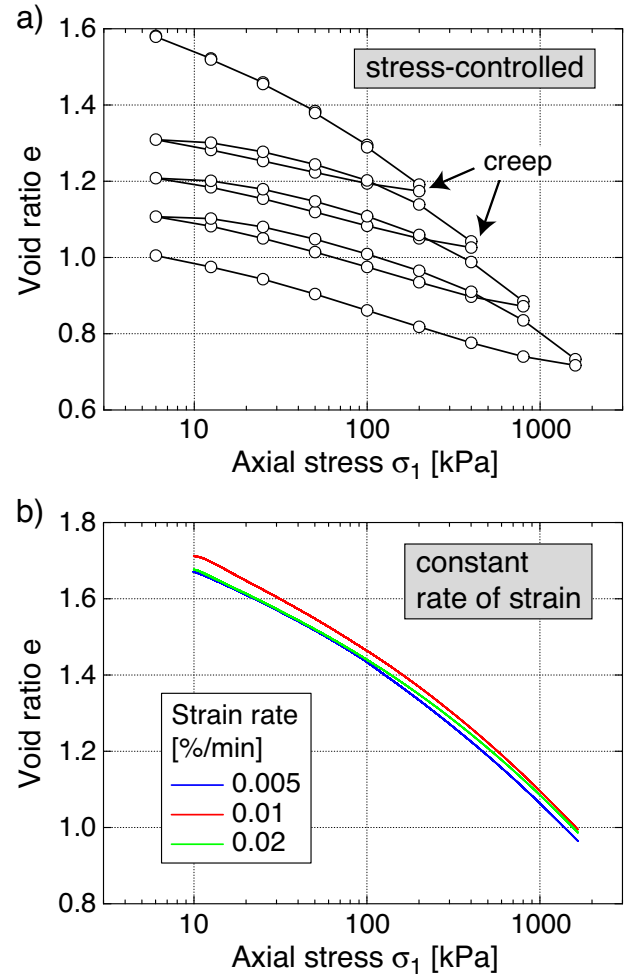 a)
1.6
1.4
1.2
1.0
0.8
0.6
Void ratio e
stress-controlled
creep
10
100
1000
Axial stress σ1 [kPa]
b)
1.8
1.6
1.4
1.2
1.0
0.8
Void ratio e
constant
rate of strain
Strain rate
[%/min]
0.005
0.01
0.02
10
100
1000
Axial stress σ1 [kPa]